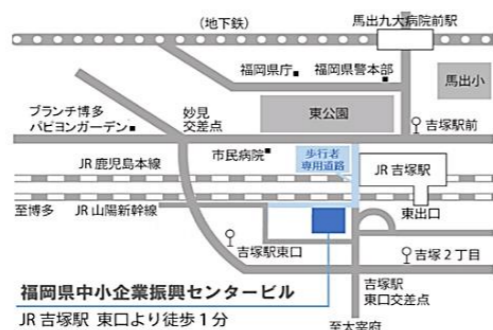 (地下鉄)
馬出九大病院前駅
福岡県庁
福岡県警本部
馬出小
ブランチ博多
パピヨンガーデン
妙見
交差点
東公園
吉塚駅前
市民病院
歩行者
専用道路
JR 鹿児島本線
JR 吉塚駅
至博多
JR 山陽新幹線
東出口
吉塚駅東口
吉塚2丁目
福岡県中小企業振興センタービル
吉塚駅
東口交差点
JR 吉塚駅 東口より徒歩1分
至太宰府